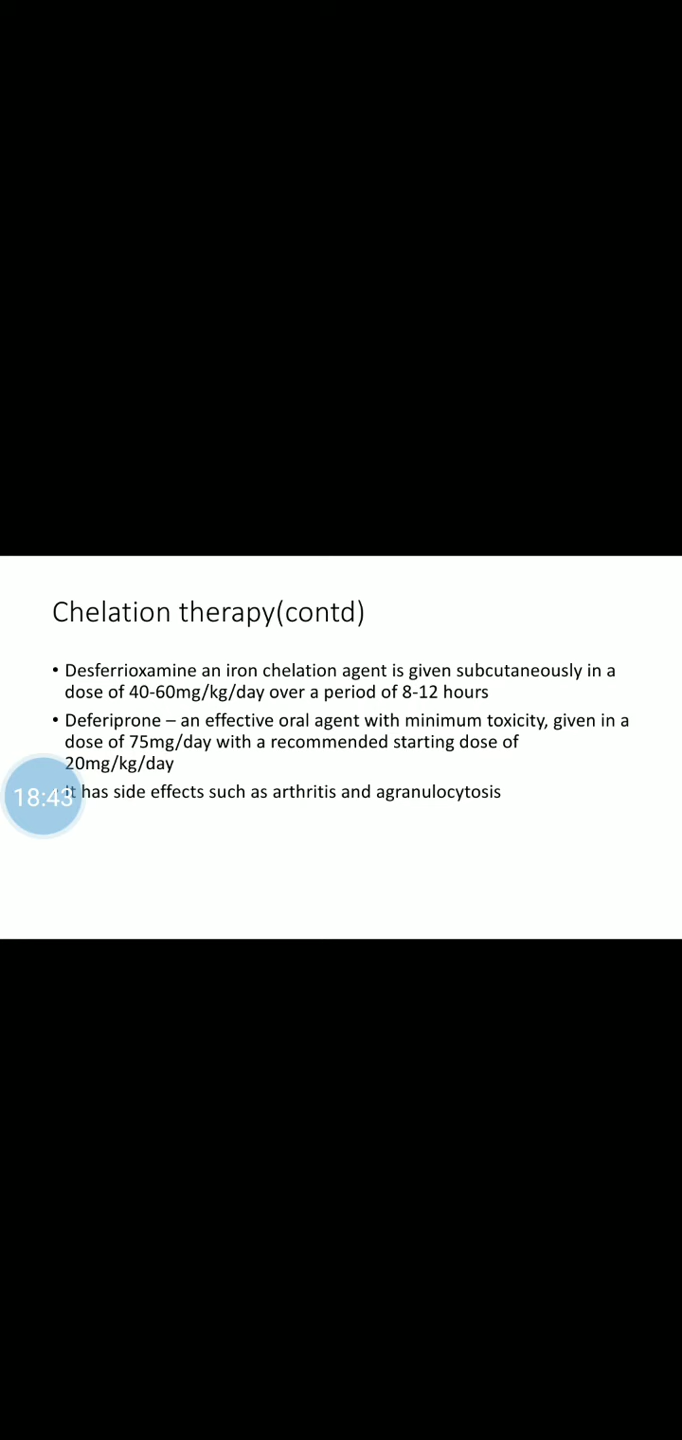 Chelation therapy(contd)
• Desferrioxamine an iron chelation agent is given subcutaneously in a
dose of 40-60mg/kg/day over a period of 8-12 hours
• Deferiprone – an effective oral agent with minimum toxicity, given in a
dose of 75mg/day with a recommended starting dose of
20mg/kg/day
18:43
It has side effects such as arthritis and agranulocytosis